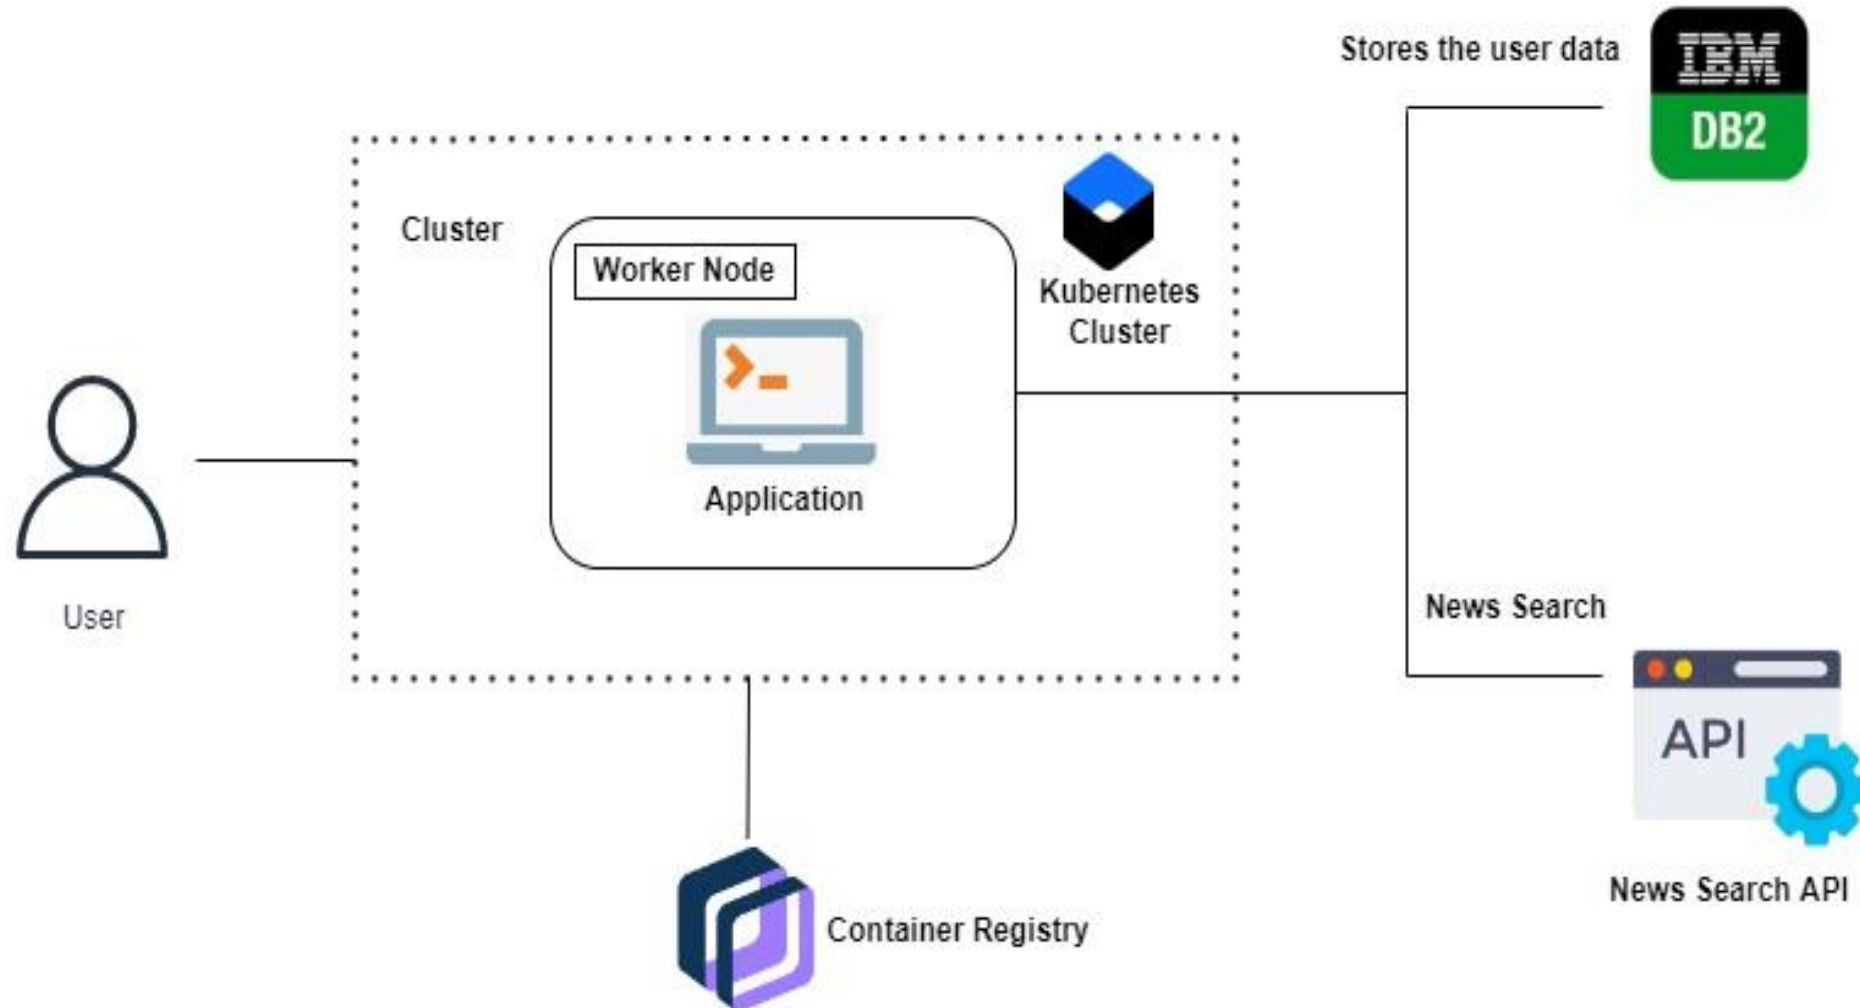 Stores the user data
IBM
DB2
Cluster
Worker Node
Kubernetes
Cluster
Application
User
News Search
API
News Search API
Container Registry